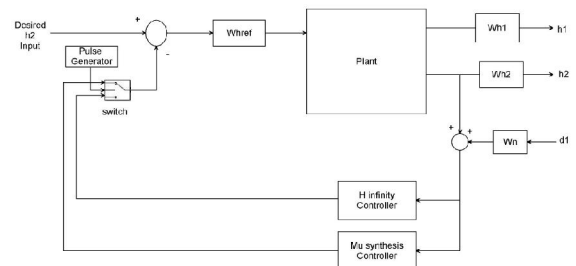 Desired
h2
Input
+
-
Pulse
Generator
switch
Whref
Plant
Wh1
h1
Wh2
h2
+
+
Wn
d1
H infinity
Controller
Mu synthesis
Controller